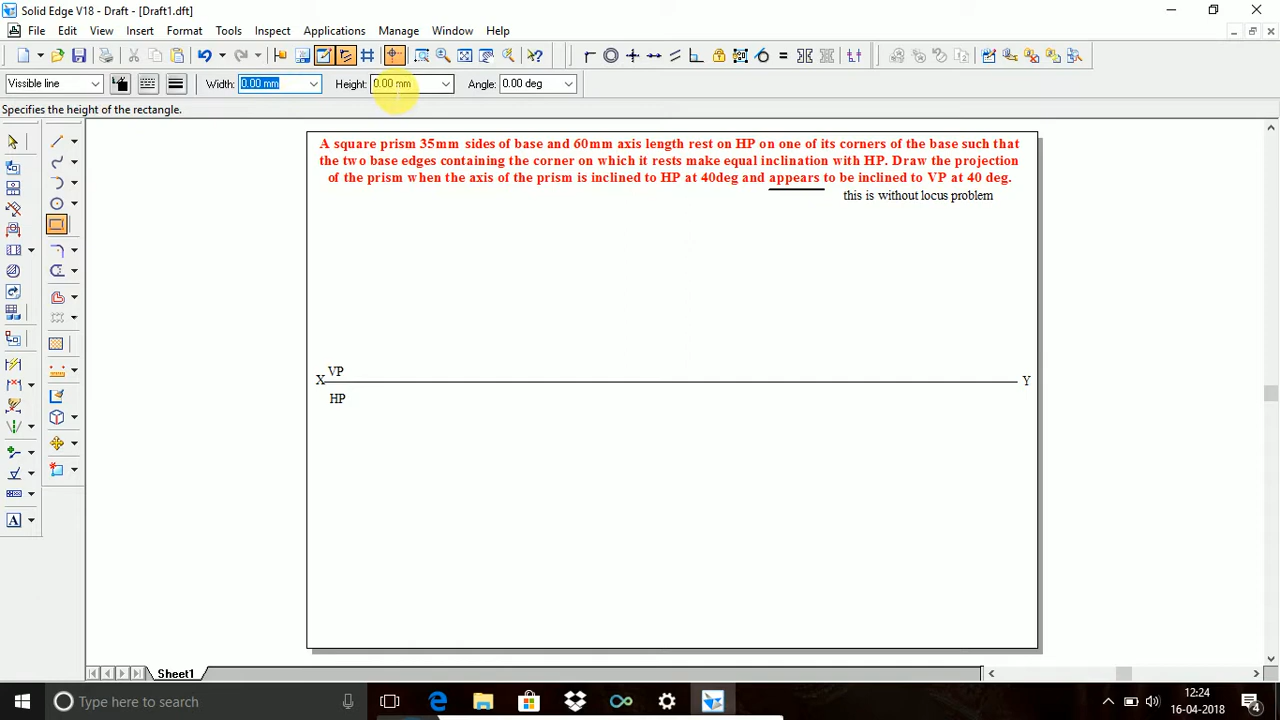 Solid Edge V18 - Draft - [Draft1.dft]
File Edit View Insert Format Tools Inspect Applications Manage Window Help
Vissible line Width: 0.00 mm Height: 0.00 mm Angle: 0.00 deg
Specifies the height of the rectangle.
A square prism 35mm sides of base and 60mm axis length rest on HP on one of its corners of the base such that
the two base edges containing the corner on which it rests make equal inclination with HP. Draw the projection
of the prism when the axis of the prism is inclined to HP at 40deg and appears to be inclined to VP at 40 deg.
this is without locus problem
VP
X Y
HP
A
Sheet1
Type here to search
12:24
16-04-2018
4